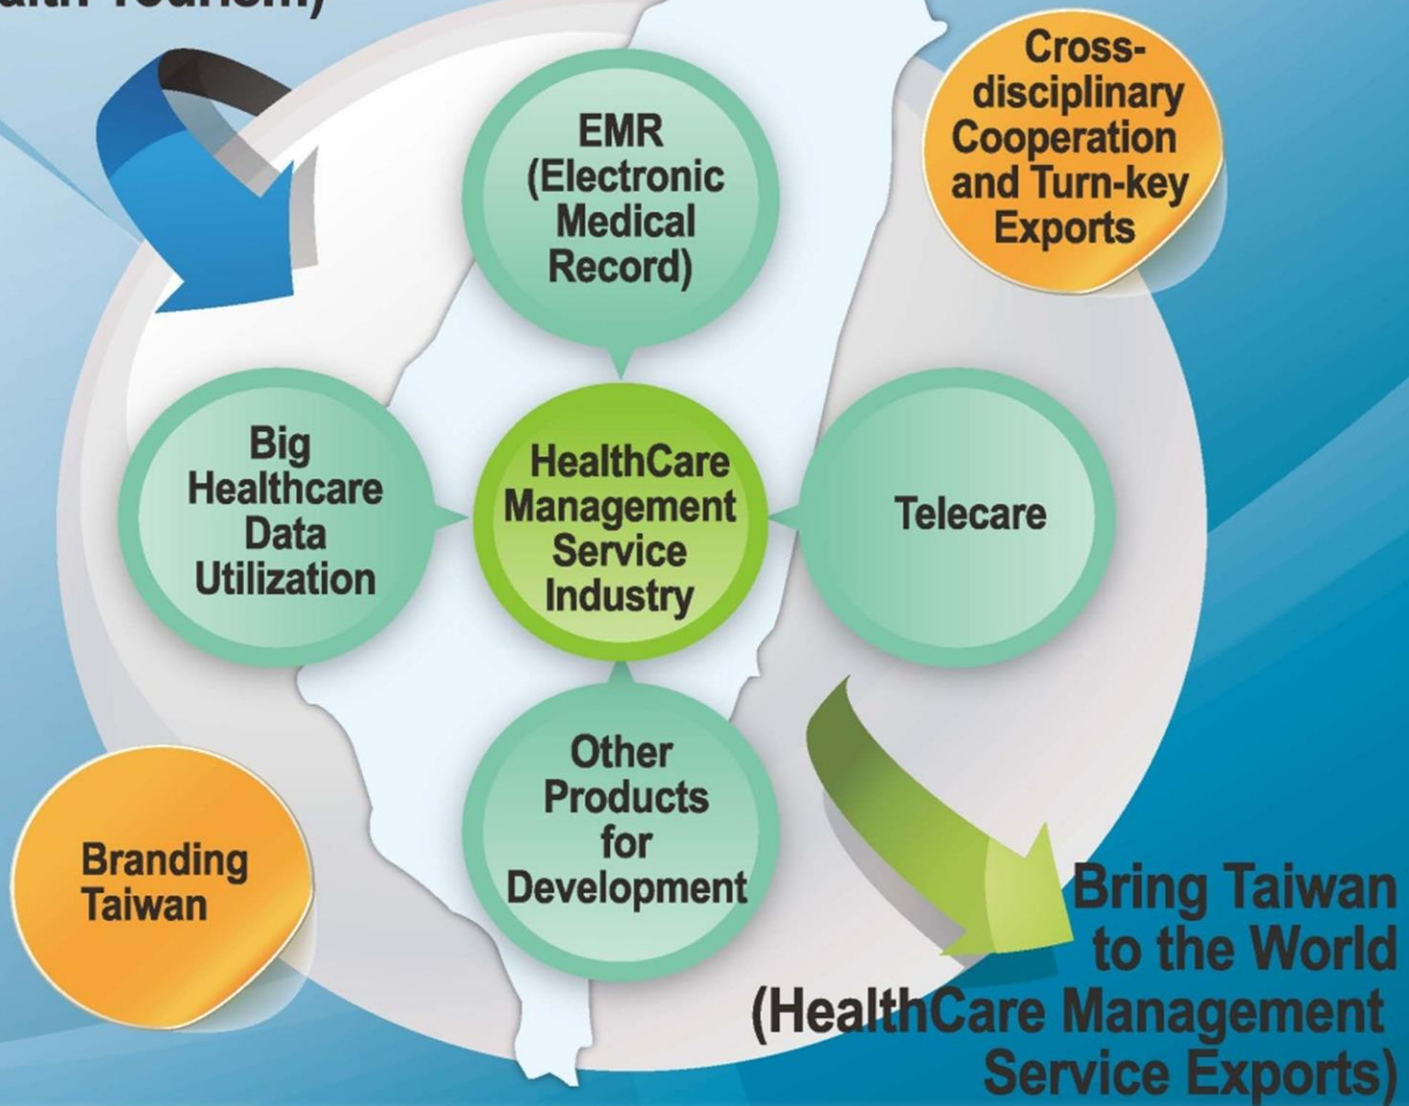 Tourism)
Cross-
disciplinary
Cooperation
and Turn-key
Exports
EMR
(Electronic
Medical
Record)
Big
Healthcare
Data
Utilization
HealthCare
Management
Service
Industry
Telecare
Other
Products
for
Development
Branding
Taiwan
Bring Taiwan
to the World
(HealthCare Management
Service Exports)